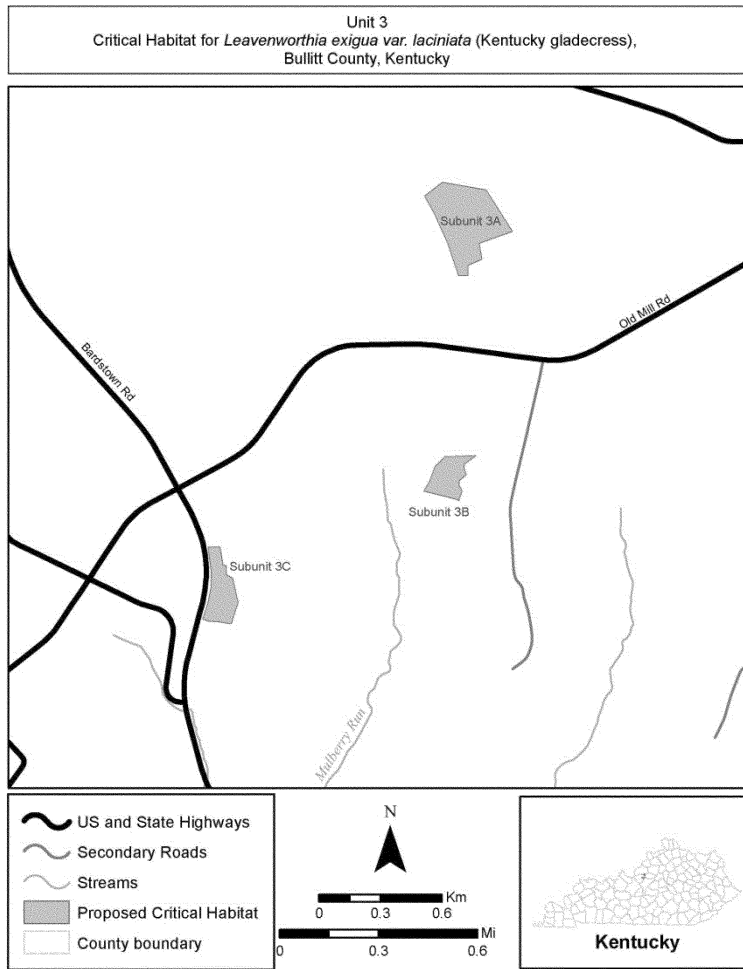 Unit 3
Critical Habitat for Leavenworthia exigua var. laciniata (Kentucky gladecress),
Bullitt County, Kentucky
Subunit 3A
Old Mill Rd
Bardstown Rd
Subunit 3B
Subunit 3C
Mulberry Run
US and State Highways
Secondary Roads
Streams
Proposed Critical Habitat
County boundary
N
Km
0 0.3 0.6
Mi
0 0.3 0.6
Kentucky